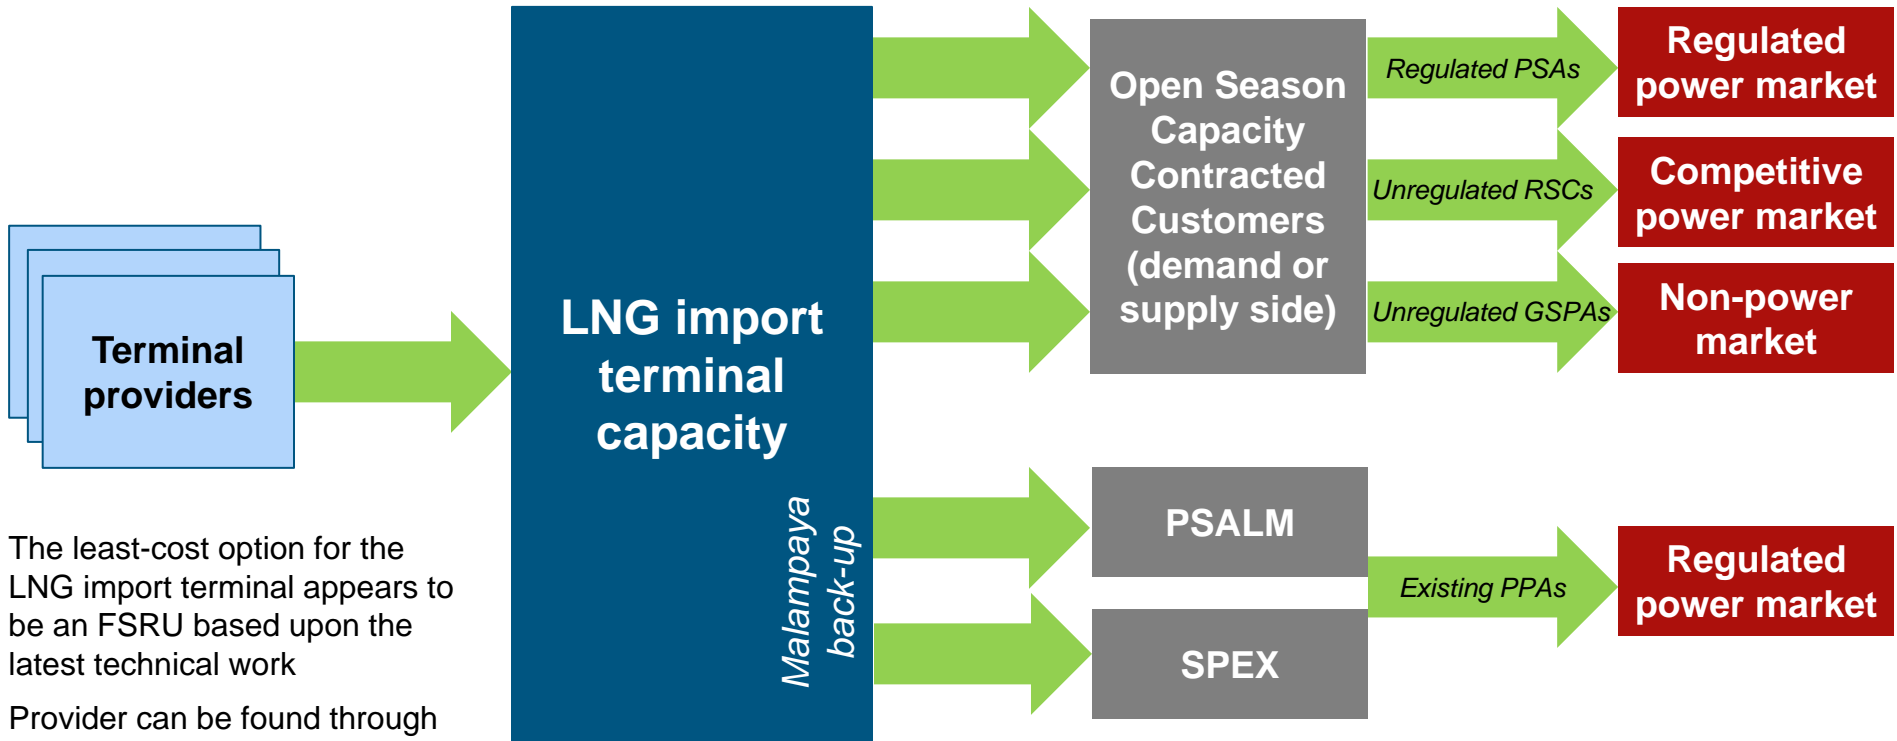 Terminal
providers
The least-cost option for the
LNG import terminal appears to
be an FSRU based upon the
latest technical work
Provider can be found through
LNG import
terminal
capacity
Malampaya
back-up
Open Season
Capacity
Contracted
Customers
(demand or
supply side)
PSALM
SPEX
Regulated PSAs
Unregulated RSCs
Unregulated GSPAs
Existing PPAs
Regulated
power market
Competitive
power market
Non-power
market
Regulated
power market